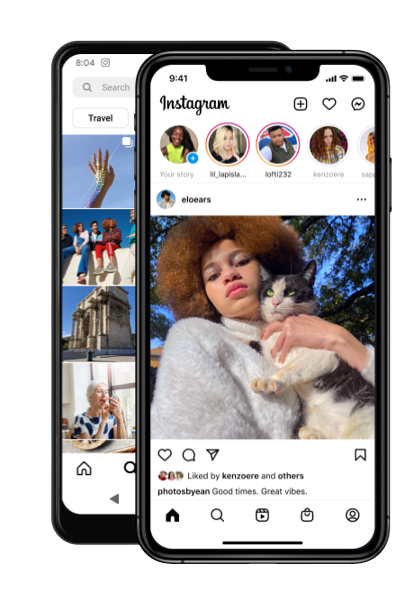 8:04
Search
Travel
9:41
Instagram
Your story
lil_lapisla...
lofti232
kenzoere
sap
eloears
Liked by kenzoere and others
photosbyean Good times. Great vibes.